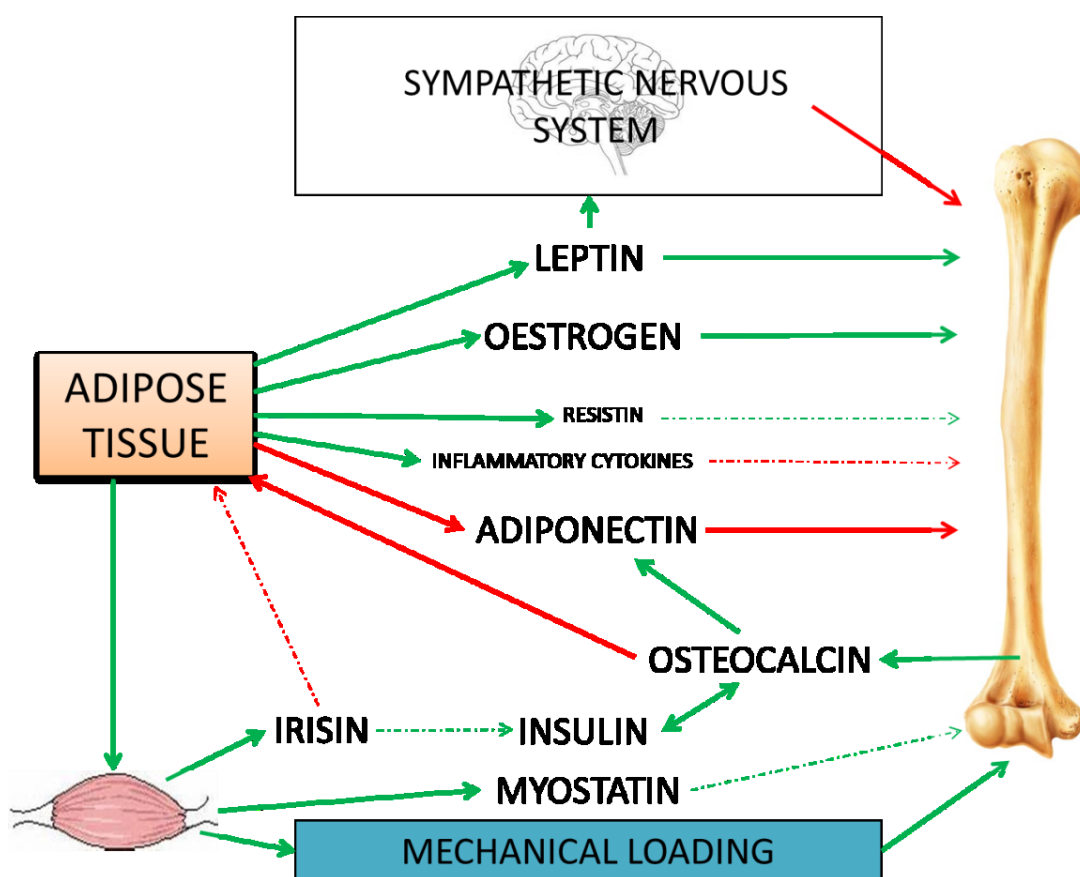 SYMPATHETIC NERVOUS
SYSTEM
LEPTIN
OESTROGEN
ADIPOSE
TISSUE
RESISTIN
INFLAMMATORY CYTOKINES
ADIPONECTIN
OSTEOCALCIN
IRISIN
INSULIN
MYOSTATIN
MECHANICAL LOADING